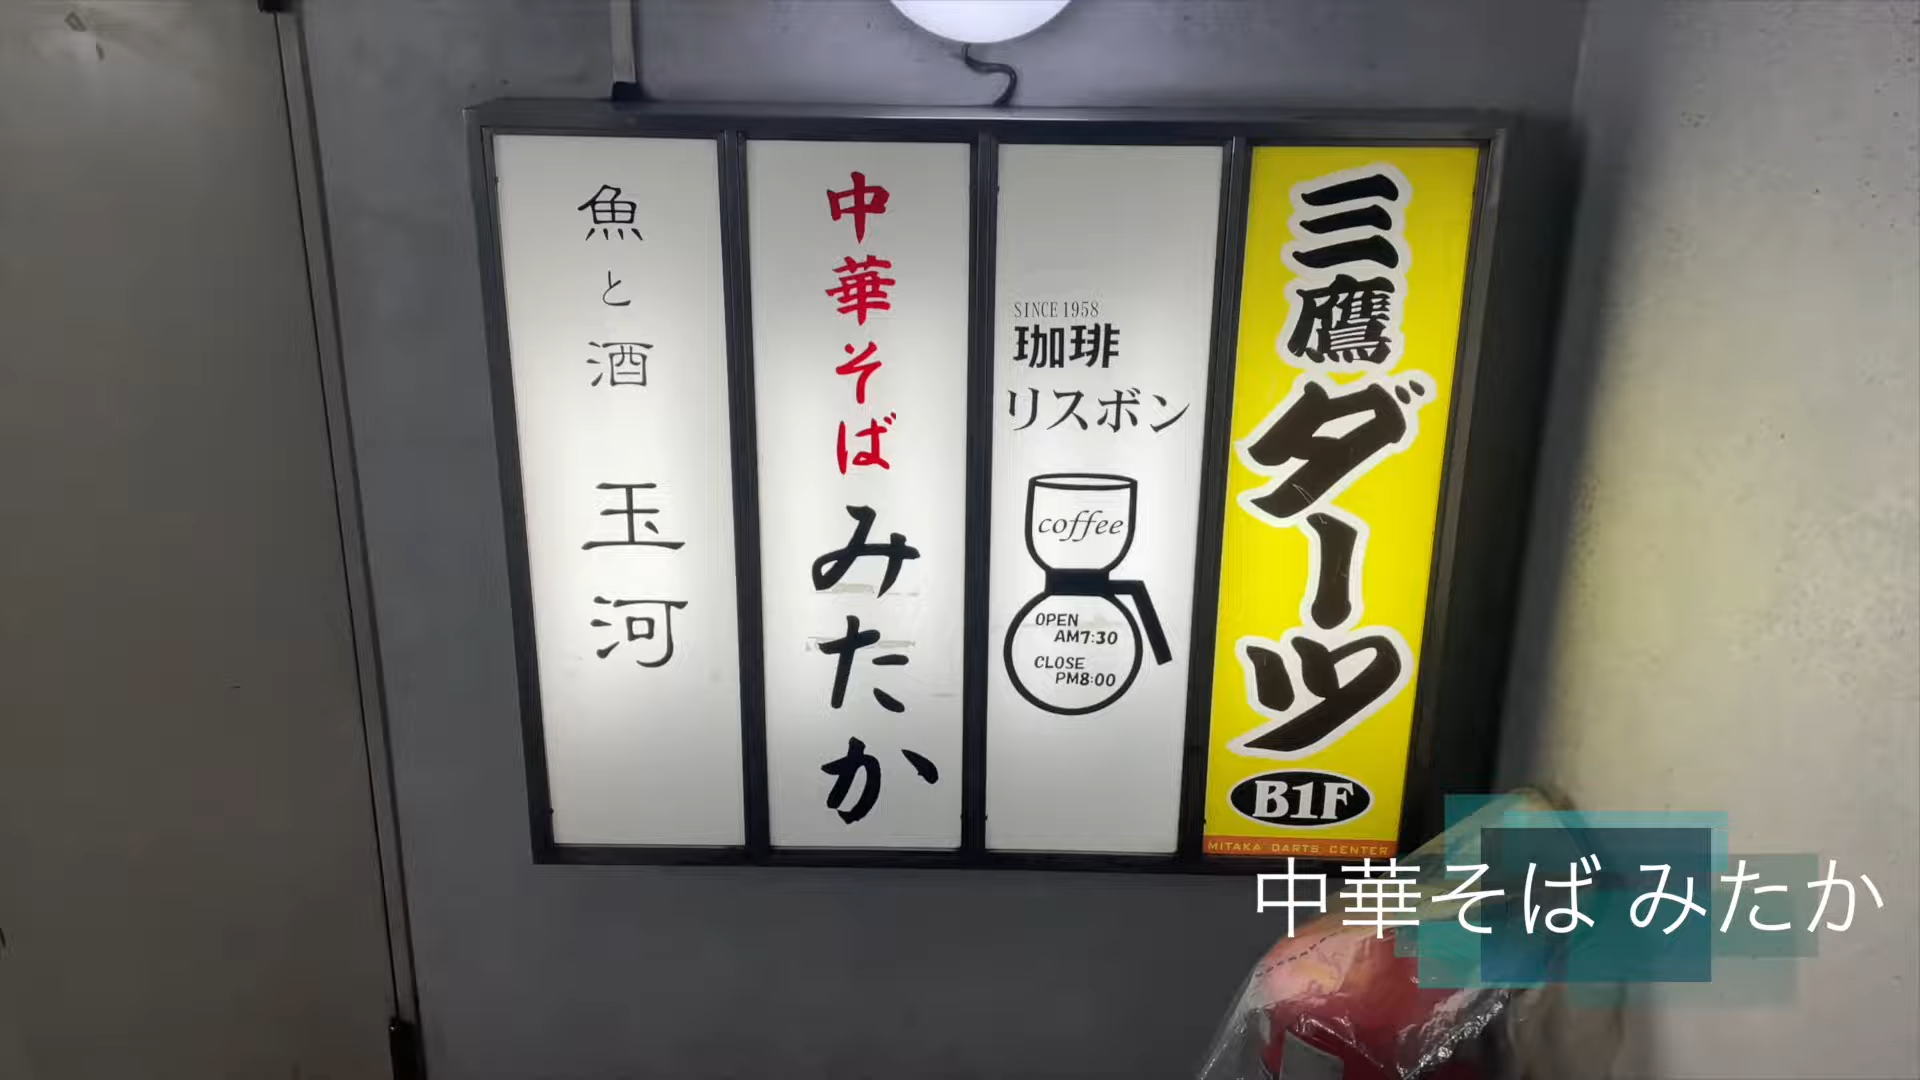 魚と酒 玉河
中華そば みたか
SINCE 1958
珈琲
リスボン
coffee
OPEN
AM7:30
CLOSE
PM8:00
三鷹ダーツ
B1F
MITAKA DARTS CENTER
中華そば みたか